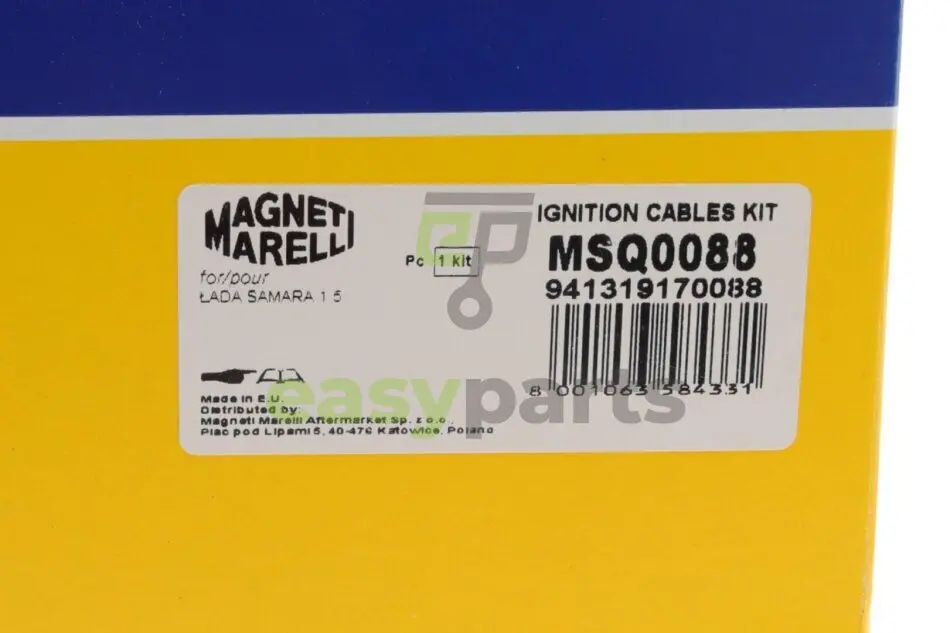 MAGNETI
MARELLI
for/pour
ŁADA SAMARA 1 5
Pc 1 kit
IGNITION CABLES KIT
MSQ0088
941319170088
8 001063 584331
Made in E.U.
Distributed by:
Magneti Marelli Aftermarket Sp. z o.o.,
Plac pod Lipami 5, 40-476 Katowice, Poland
easyparts